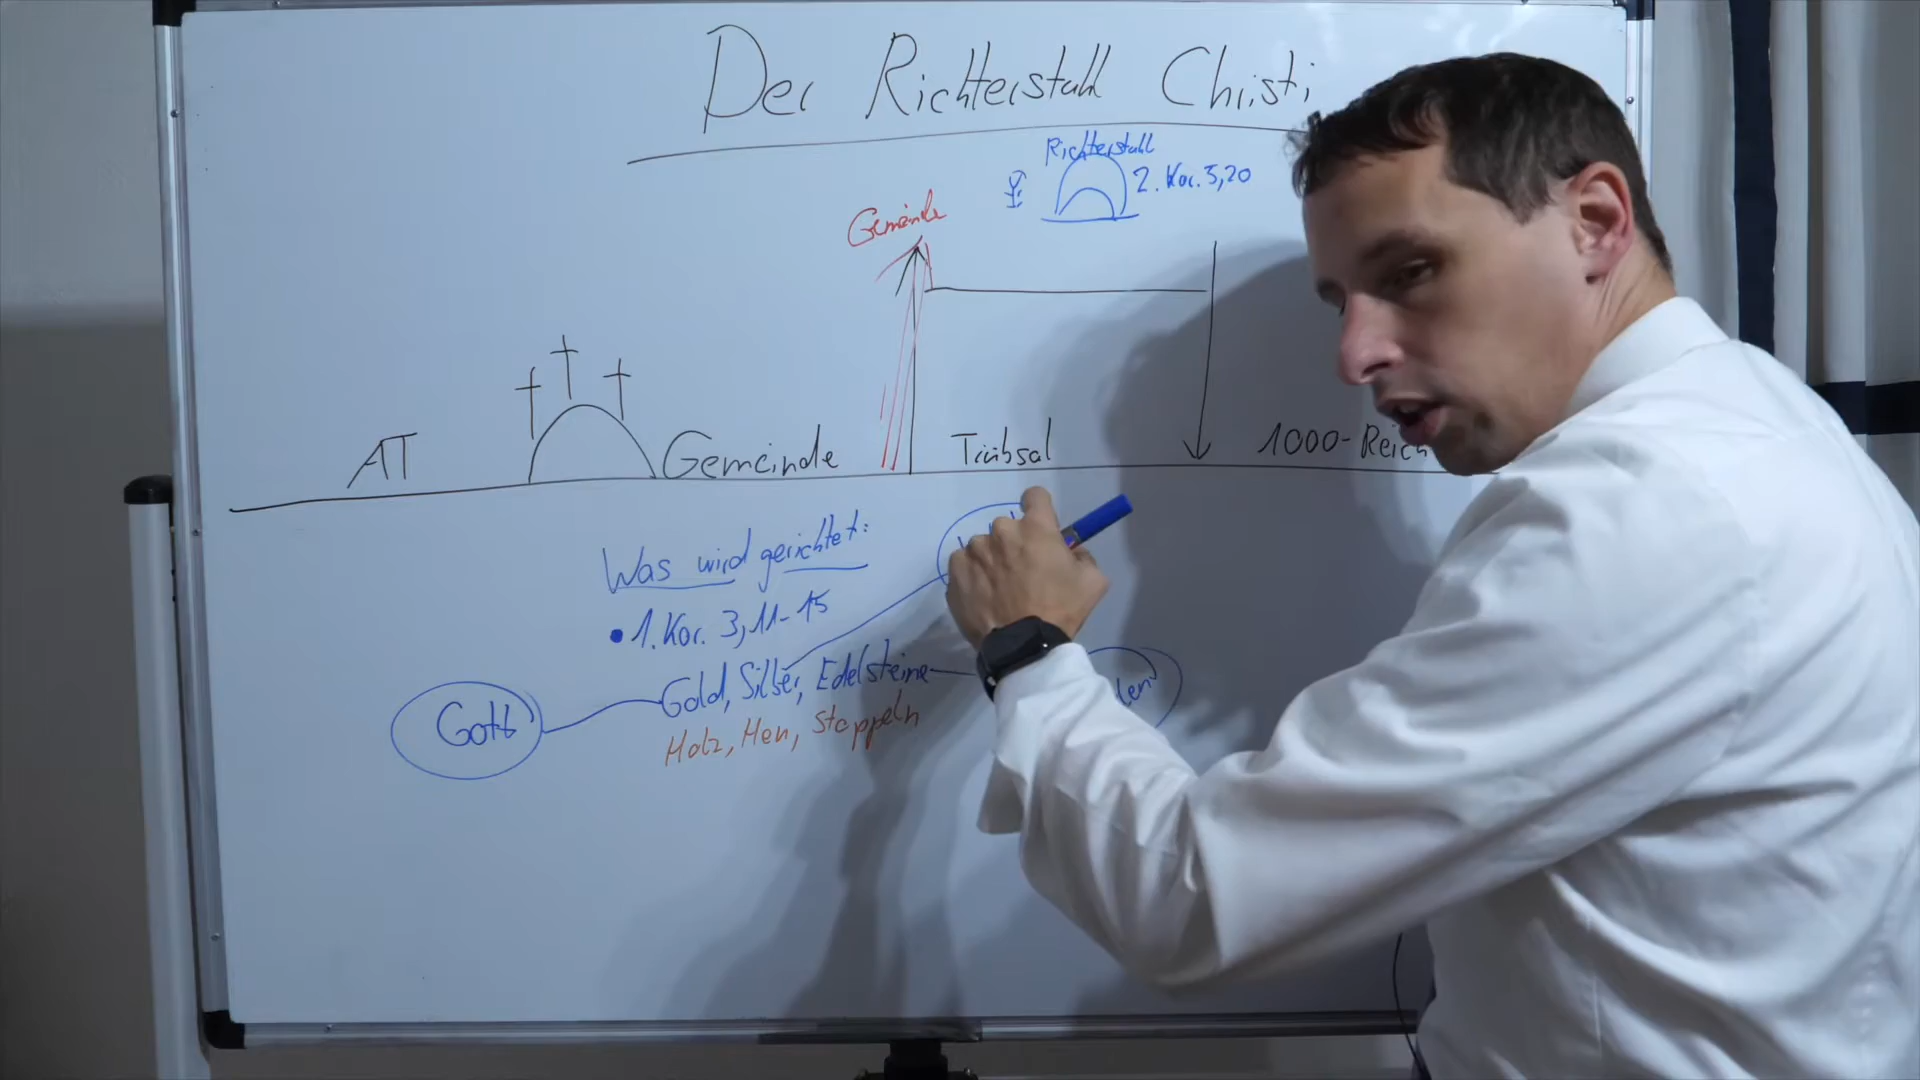 Der Richterstuhl Christi
Richterstuhl
2. Kor. 5,20
Gemeinde
AT
Gemeinde
Trübsal
1000-Reich
Was wird gerichtet:
• 1. Kor. 3,11-15
Gold, Silber, Edelsteine
Gott
Holz, Heu, Stoppeln